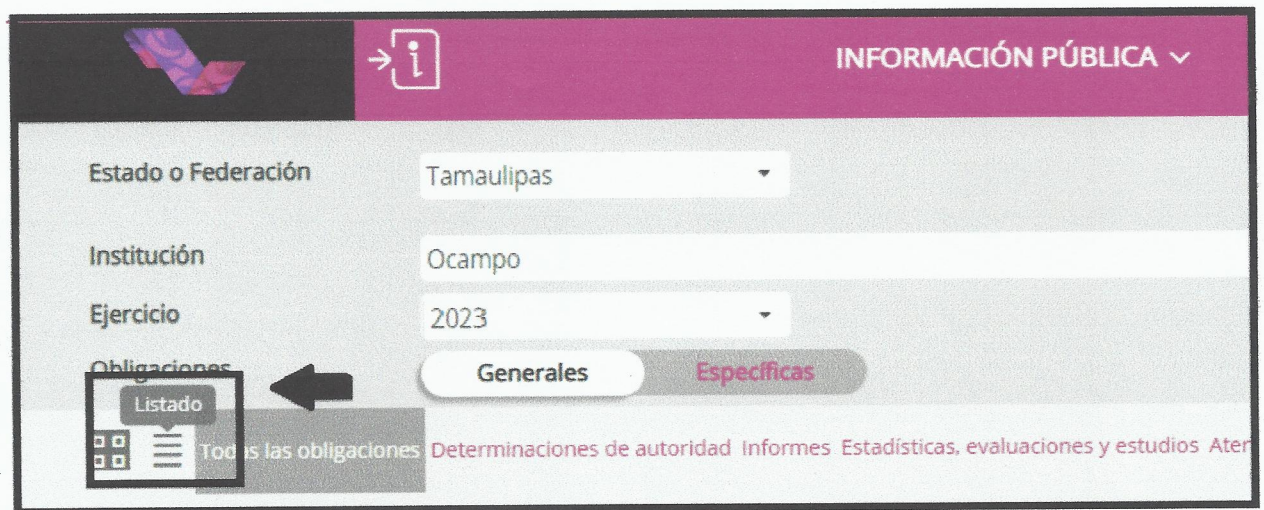 INFORMACIÓN PÚBLICA
Estado o Federación
Tamaulipas
Institución
Ocampo
Ejercicio
2023
Obligaciones
Generales
Específicas
Listado
Todas las obligaciones Determinaciones de autoridad Informes Estadísticas, evaluaciones y estudios